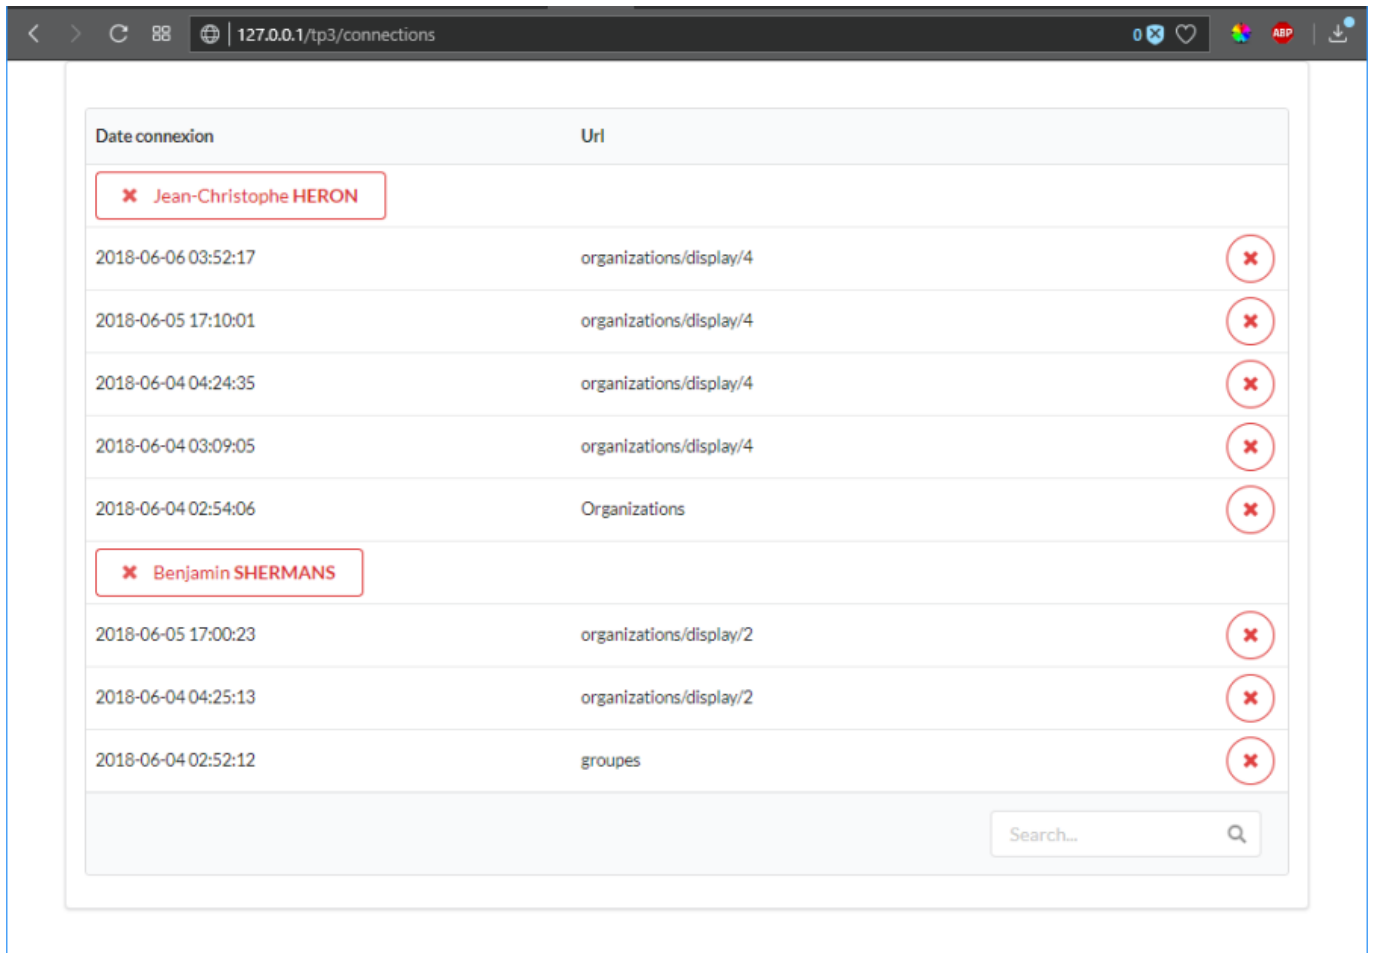 127.0.0.1/tp3/connections 0 ABP
Date connexion Url
Jean-Christophe HERON
2018-06-06 03:52:17 organizations/display/4
2018-06-05 17:10:01 organizations/display/4
2018-06-04 04:24:35 organizations/display/4
2018-06-04 03:09:05 organizations/display/4
2018-06-04 02:54:06 Organizations
Benjamin SHERMANS
2018-06-05 17:00:23 organizations/display/2
2018-06-04 04:25:13 organizations/display/2
2018-06-04 02:52:12 groupes
Search...